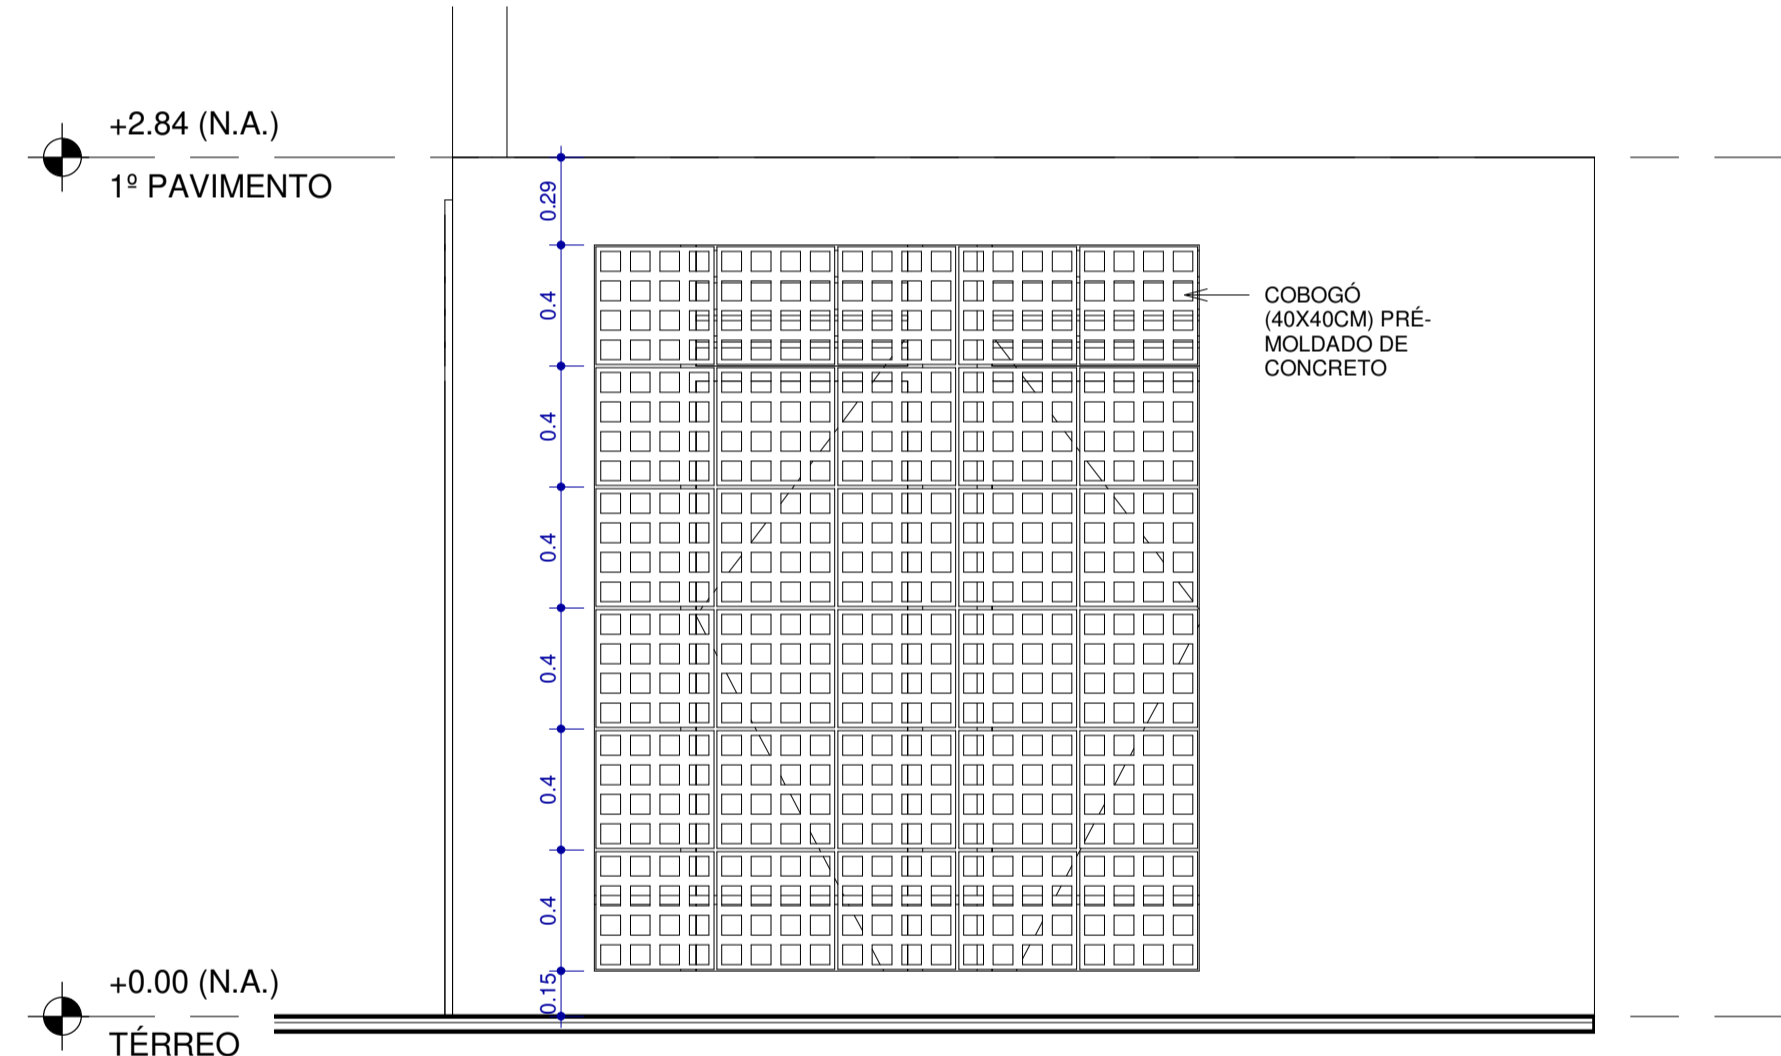 +2.84 (N.A.)
1º PAVIMENTO
0.29
0.4
COBOGÓ
(40X40CM) PRÉ-
MOLDADO DE
CONCRETO
0.4
0.4
0.4
0.4
0.4
0.15
+0.00 (N.A.)
TÉRREO